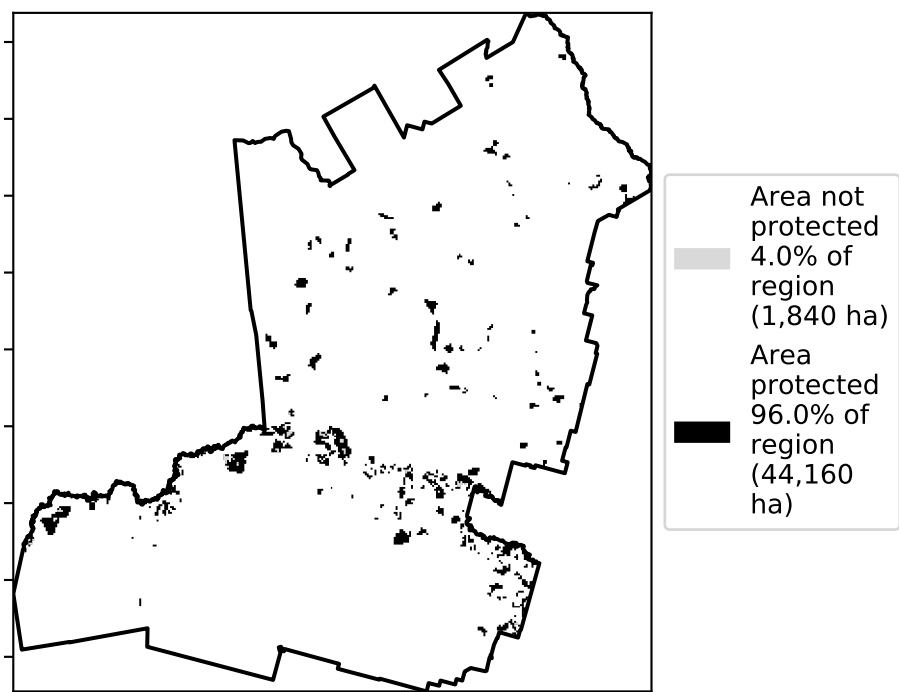 Area not
protected
4.0% of
region
(1,840 ha)
Area
protected
96.0% of
region
(44,160
ha)